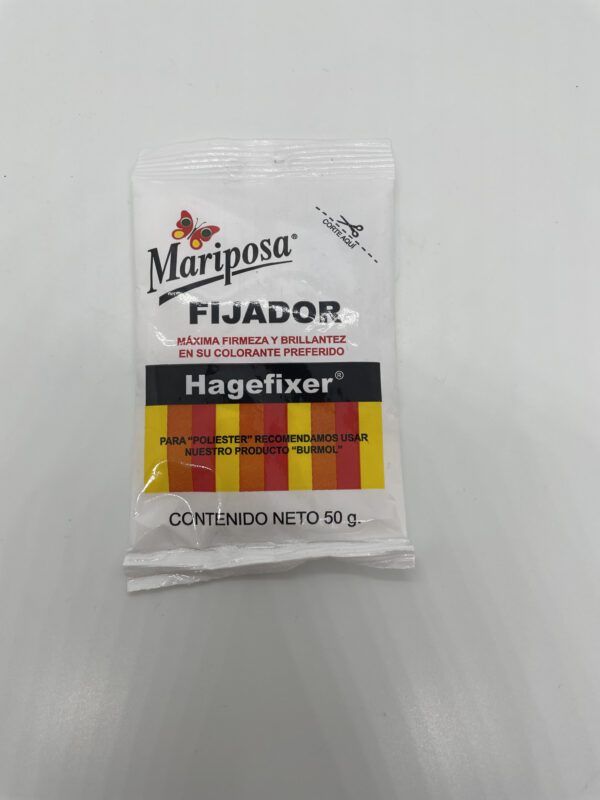 Mariposa®
CORTE AQUÍ
FIJADOR
MÁXIMA FIRMEZA Y BRILLANTEZ
EN SU COLORANTE PREFERIDO
Hagefixer®
PARA “POLIESTER” RECOMENDAMOS USAR
NUESTRO PRODUCTO “BURMOL”
CONTENIDO NETO 50 g.